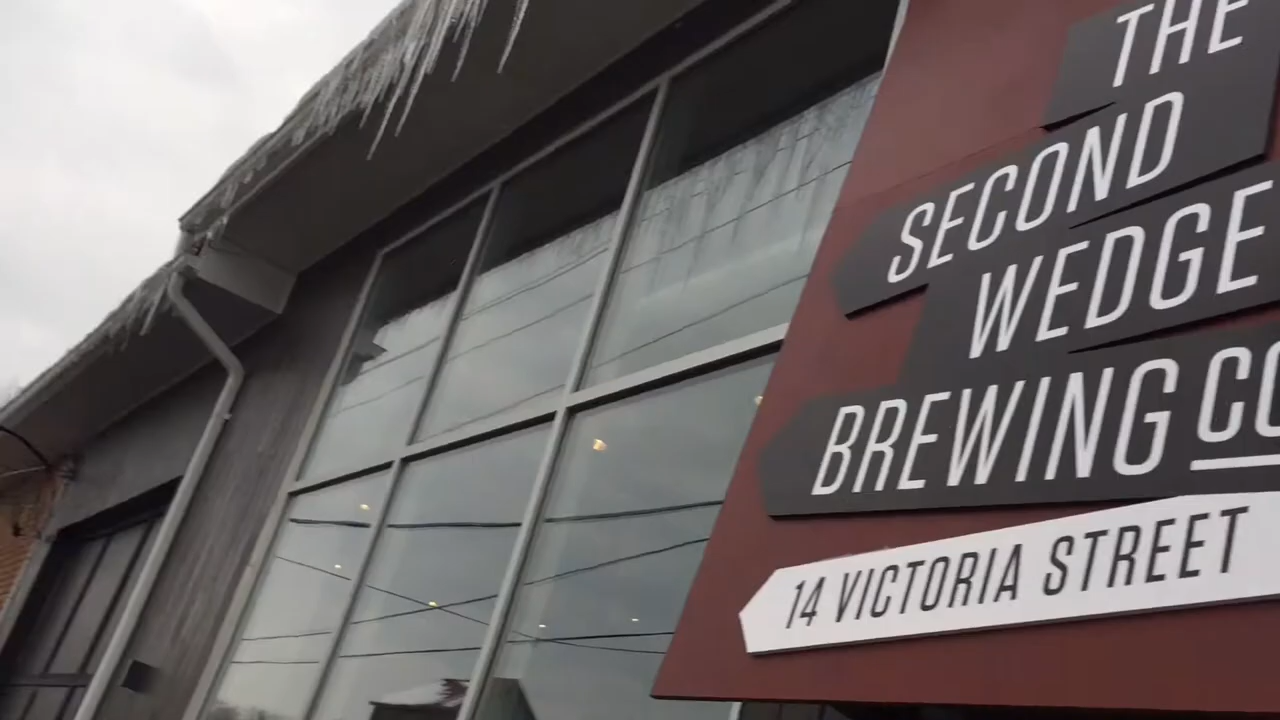 THE
SECOND
WEDGE
BREWING CO
14 VICTORIA STREET